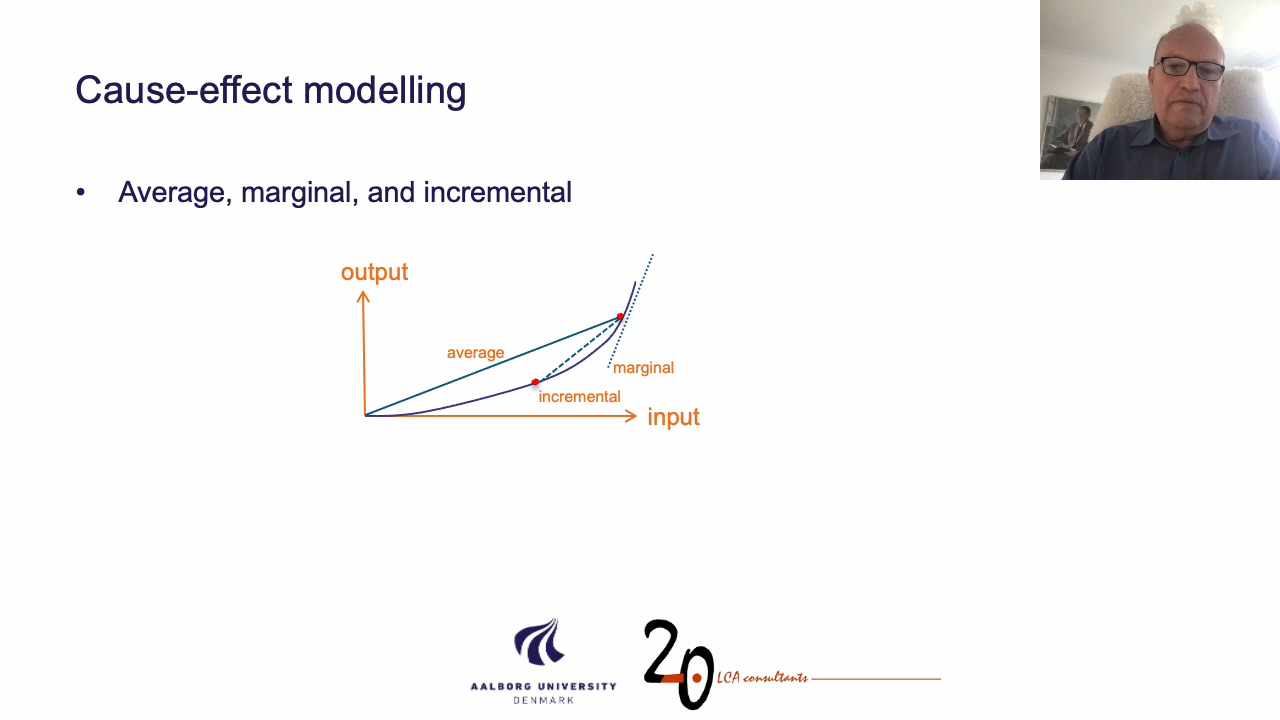 Cause-effect modelling
• Average, marginal, and incremental
output
average
marginal
incremental
input
AALBORG UNIVERSITY
DENMARK
2.0 LCA consultants